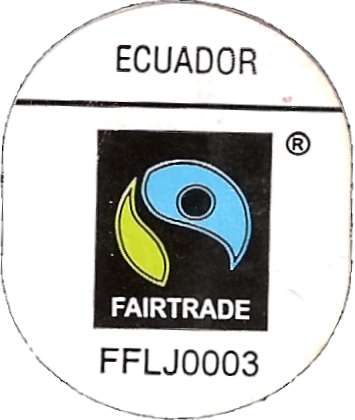 ECUADOR
®
FAIRTRADE
FFLJ0003